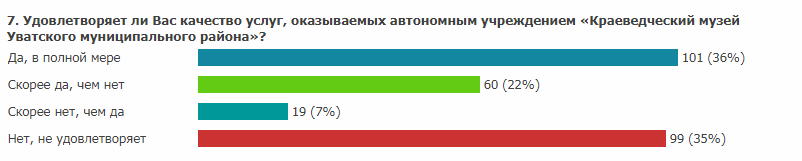 7. Удовлетворяет ли Вас качество услуг, оказываемых автономным учреждением «Краеведческий музей
Уватского муниципального района»?
Да, в полной мере 101 (36%)
Скорее да, чем нет 60 (22%)
Скорее нет, чем да 19 (7%)
Нет, не удовлетворяет 99 (35%)